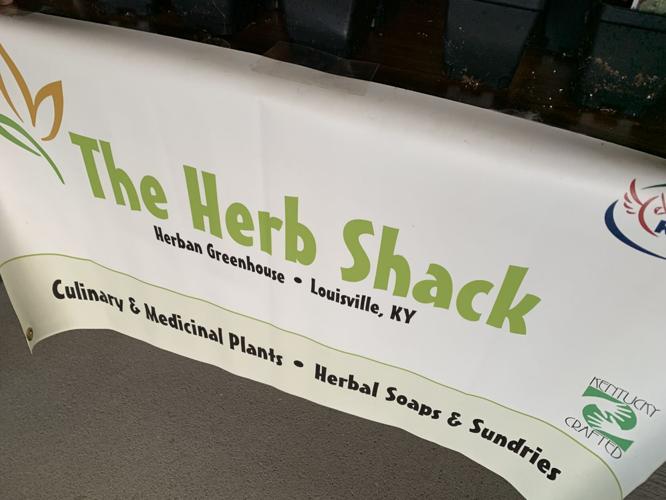 The Herb Shack
Herban Greenhouse • Louisville, KY
Culinary & Medicinal Plants • Herbal Soaps & Sundries
KENTUCKY
CRAFTED